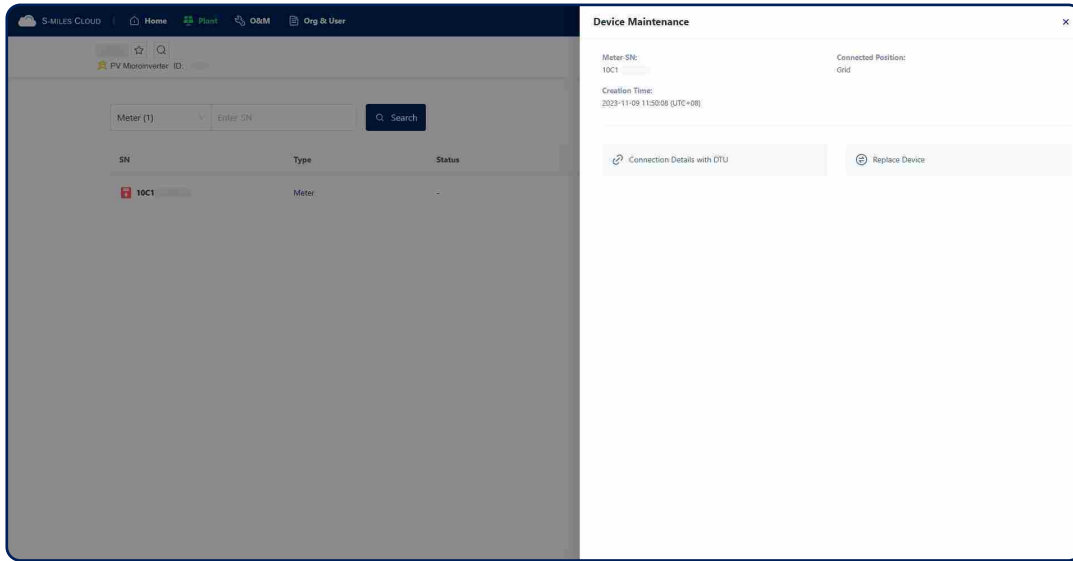 S-MILES CLOUD Home Plant O&M Org & User
PV Microinverter ID:
Meter (1) Enter SN Search
SN Type Status
10C1 Meter -
Device Maintenance ×
Meter SN: Connected Position:
10C1 Grid
Creation Time:
2023-11-09 11:50:08 (UTC+08)
Connection Details with DTU Replace Device